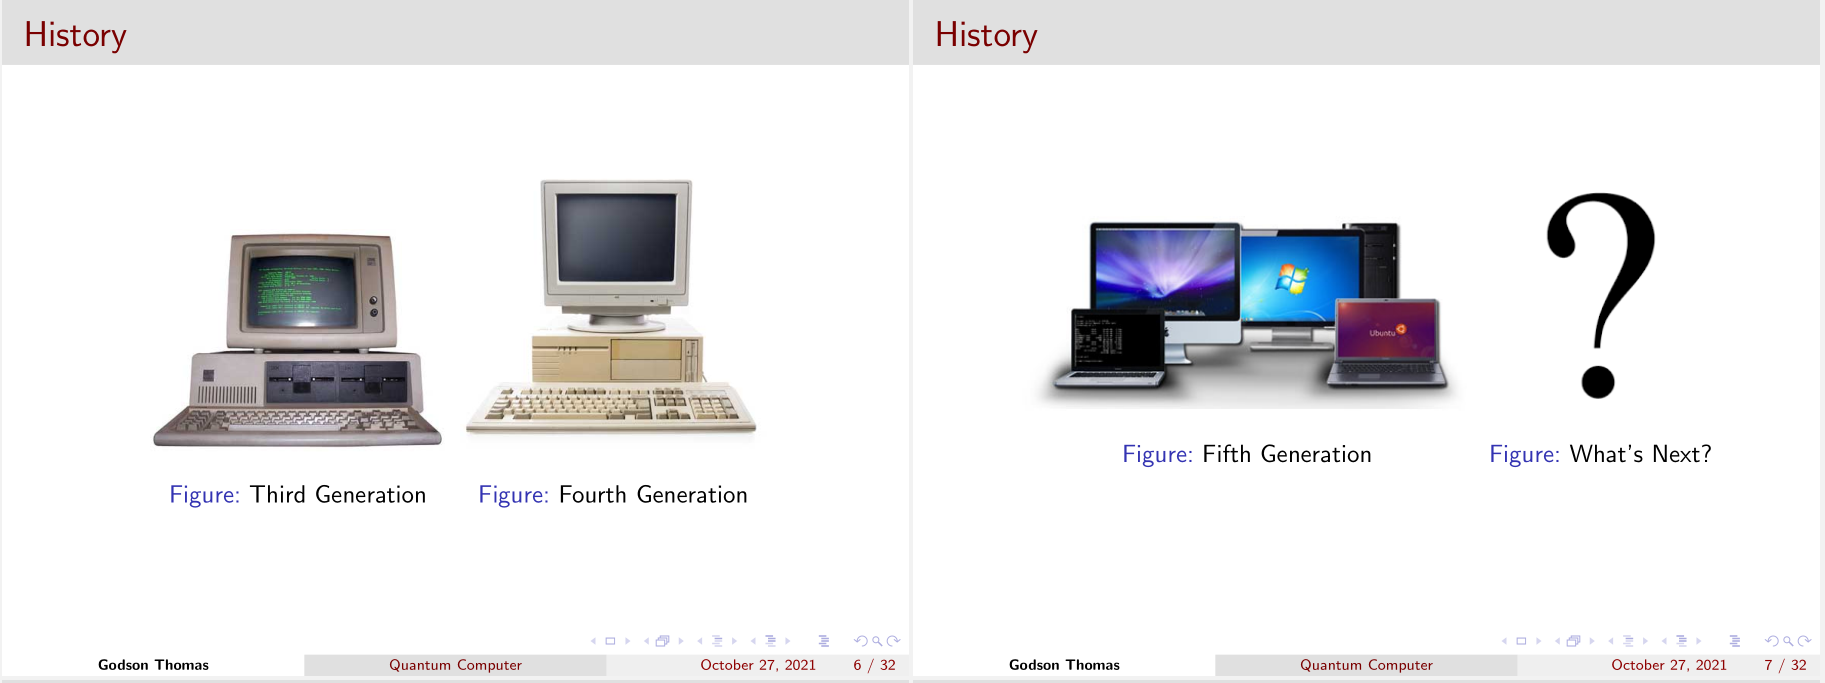 History
Figure: Third Generation
Figure: Fourth Generation
Godson Thomas
Quantum Computer
October 27, 2021
6 / 32
History
Ubuntu
Figure: Fifth Generation
?
Figure: What's Next?
Godson Thomas
Quantum Computer
October 27, 2021
7 / 32